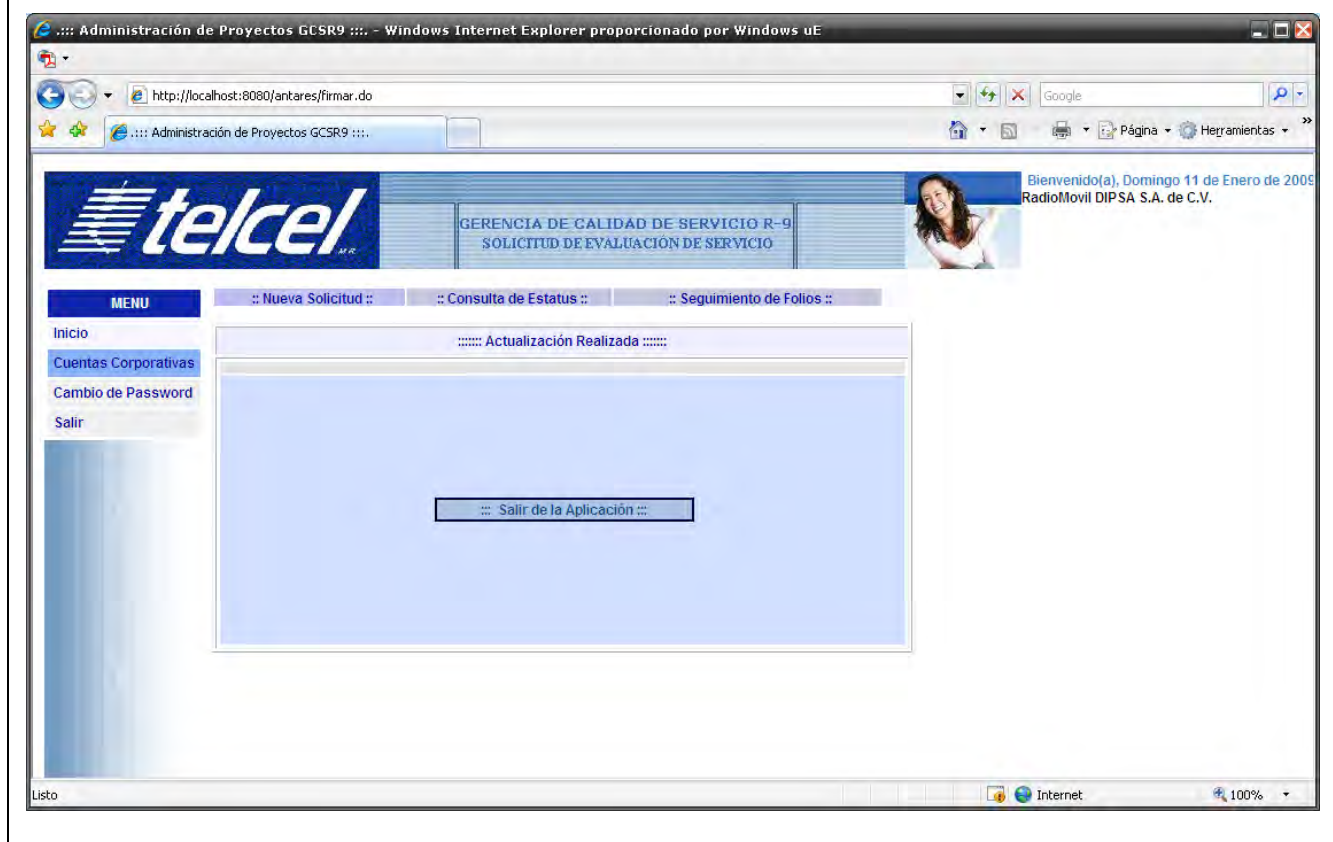 .::: Administración de Proyectos GCSR9 :::. - Windows Internet Explorer proporcionado por Windows uE
http://localhost:8080/antares/firmar.do
Google
.::: Administración de Proyectos GCSR9 :::.
Página
Herramientas
»
telcel M.R.
GERENCIA DE CALIDAD DE SERVICIO R-9
SOLICITUD DE EVALUACION DE SERVICIO
Bienvenido(a), Domingo 11 de Enero de 2009
RadioMovil DIPSA S.A. de C.V.
MENU
Inicio
Cuentas Corporativas
Cambio de Password
Salir
:: Nueva Solicitud ::
:: Consulta de Estatus ::
:: Seguimiento de Folios ::
::::::: Actualización Realizada :::::::
::: Salir de la Aplicación :::
Listo
Internet
100%